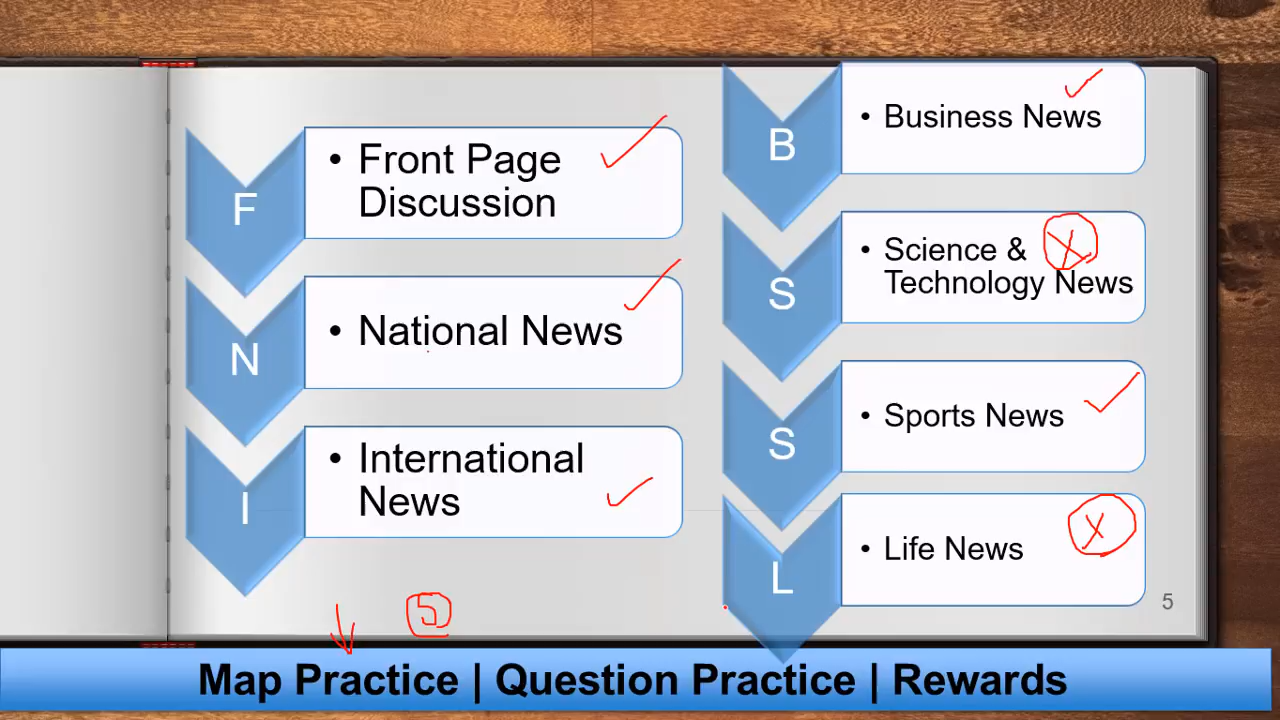 F
• Front Page
Discussion
N
• National News
I
• International
News
B
• Business News
S
• Science &
Technology News
S
• Sports News
L
• Life News
5
5
Map Practice | Question Practice | Rewards